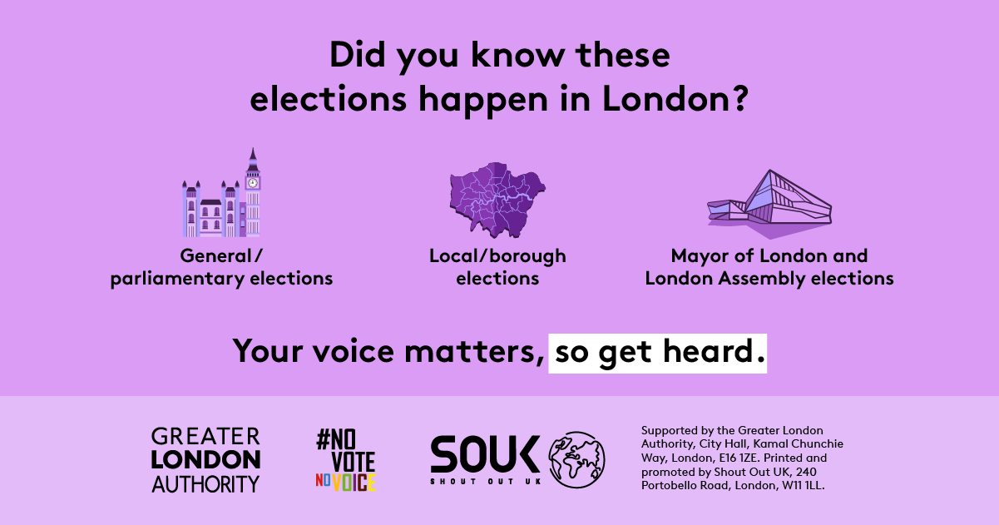 Did you know these
elections happen in London?
General/
parliamentary elections
Local/borough
elections
Mayor of London and
London Assembly elections
Your voice matters, so get heard.
GREATER
LONDON
AUTHORITY
#NO
VOTE
NO VOICE
SOUK
SHOUT OUT UK
Supported by the Greater London
Authority, City Hall, Kamal Chunchie
Way, London, E16 1ZE. Printed and
promoted by Shout Out UK, 240
Portobello Road, London, W11 1LL.